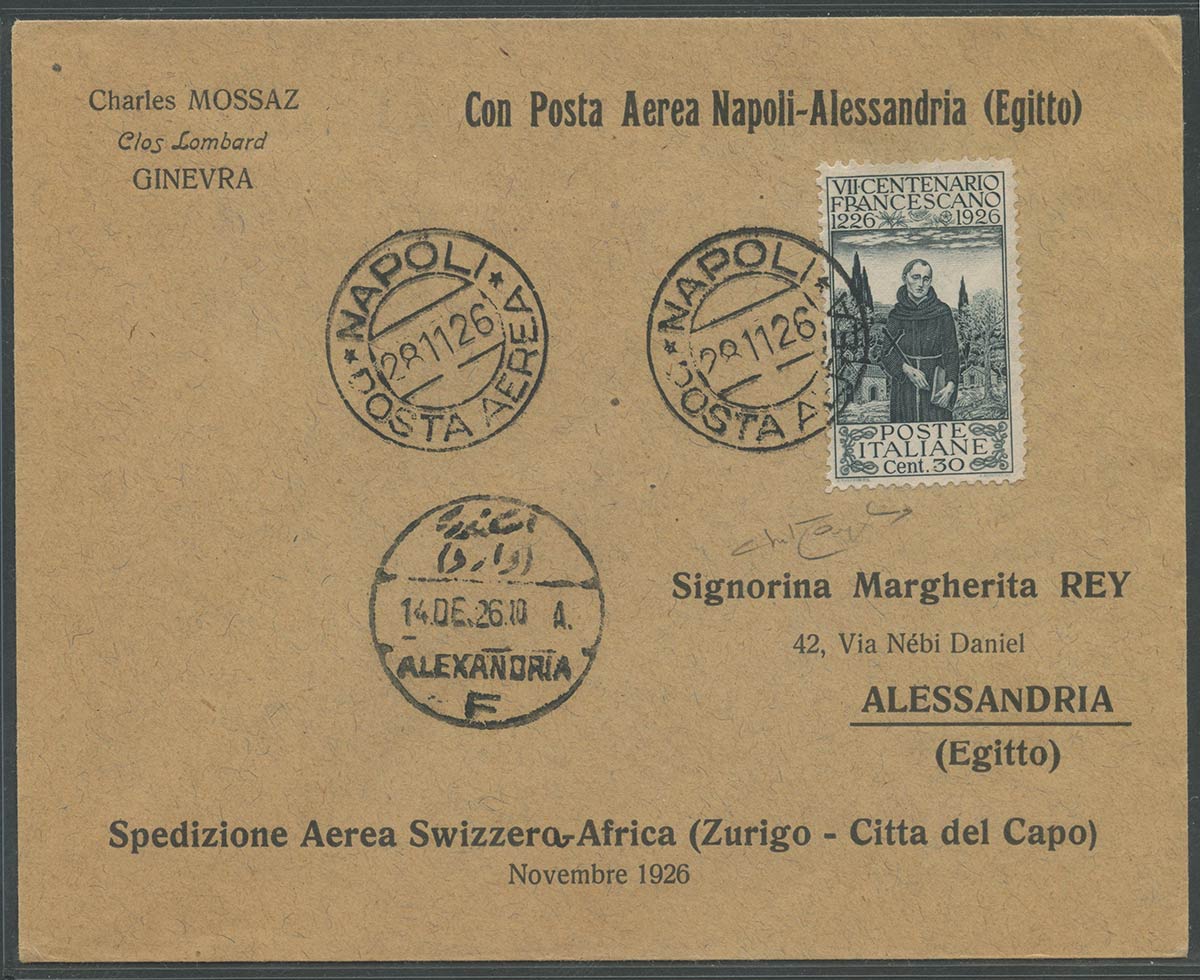 Charles MOSSAZ
Clos Lombard
GINEVRA
Con Posta Aerea Napoli-Alessandria (Egitto)
VII·CENTENARIO
FRANCESCANO
1226 1926
POSTE
ITALIANE
Cent. 30
NAPOLI
28 11 26
POSTA AEREA
NAPOLI
28 11 26
POSTA AEREA
14.DE.26.10 A.
ALEXANDRIA
F
Signorina Margherita REY
42, Via Nébi Daniel
ALESSANDRIA
(Egitto)
Spedizione Aerea Swizzera-Africa (Zurigo - Citta del Capo)
Novembre 1926